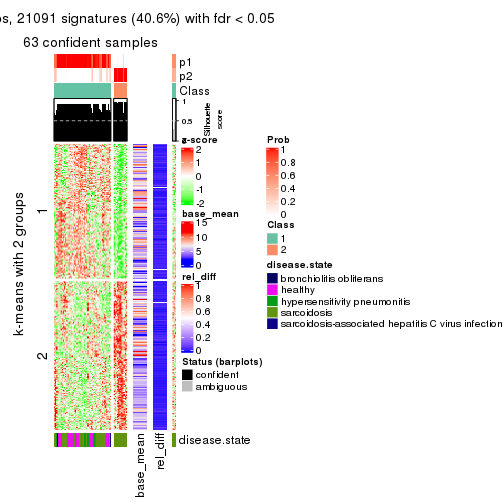 os, 21091 signatures (40.6%) with fdr < 0.05
63 confident samples
p1
p2
Class
1
0.5
Silhouette
score
k-means with 2 groups
1
2
z-score
2
1
0
-1
-2
base_mean
15
10
5
0
rel_diff
1
0.8
0.6
0.4
0.2
0
Status (barplots)
confident
ambiguous
Prob
1
0.8
0.6
0.4
0.2
0
Class
1
2
disease.state
bronchiolitis obliterans
healthy
hypersensitivity pneumonitis
sarcoidosis
sarcoidosis-associated hepatitis C virus infection
disease.state
base_mean
rel_diff